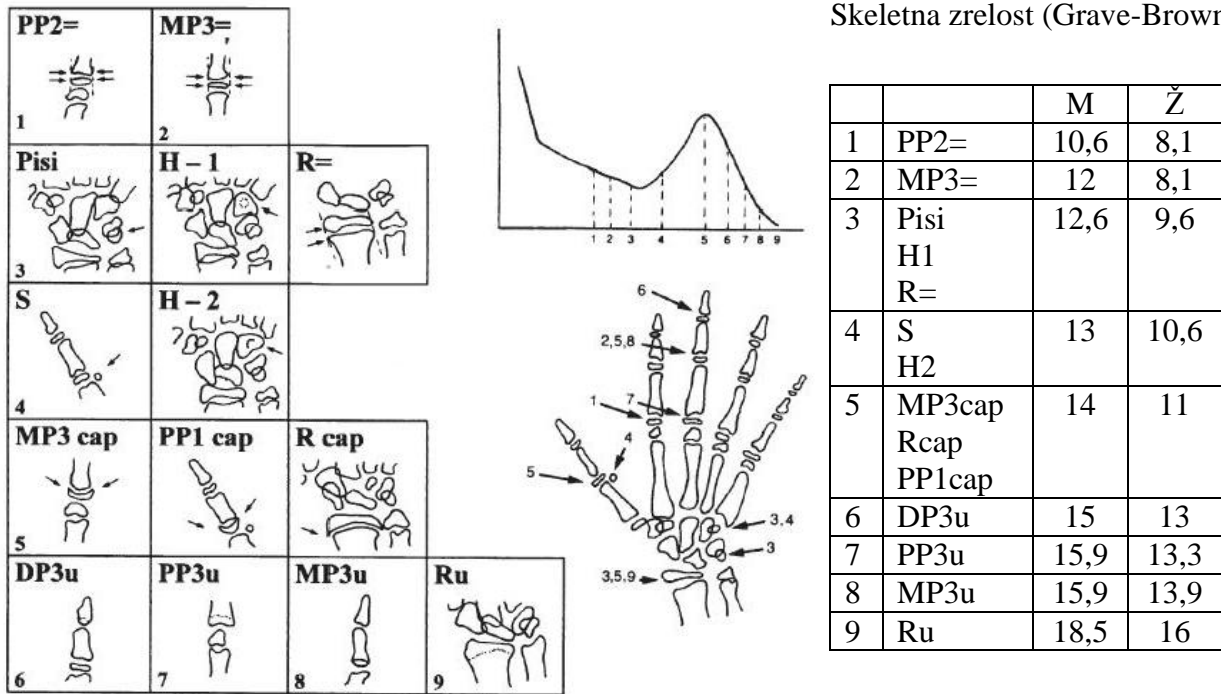 PP2=
MP3=
1
2
Pisi
H – 1
R=
3
S
H – 2
4
MP3 cap
PP1 cap
R cap
5
DP3u
PP3u
MP3u
Ru
6
7
8
9
1 2 3 4 5 6 7 8 9
6
2,5,8
7
1
4
5
3,4
3
3,5.9
Skeletna zrelost (Grave-Brown
M Ž
1 PP2= 10,6 8,1
2 MP3= 12 8,1
3 Pisi 12,6 9,6
H1
R=
4 S 13 10,6
H2
5 MP3cap 14 11
Rcap
PP1cap
6 DP3u 15 13
7 PP3u 15,9 13,3
8 MP3u 15,9 13,9
9 Ru 18,5 16